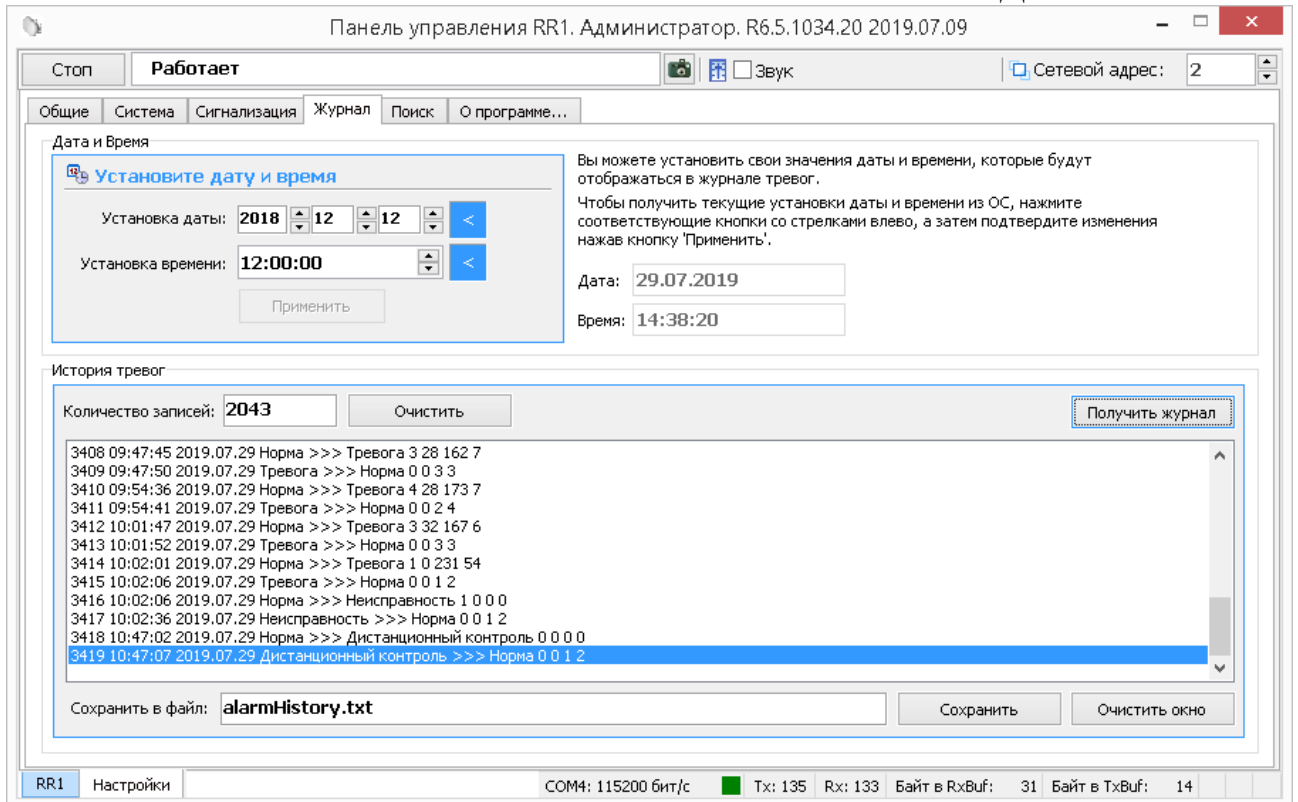 Панель управления RR1. Администратор. R6.5.1034.20 2019.07.09
Стоп Работает Звук Сетевой адрес: 2
Общие Система Сигнализация Журнал Поиск О программе...
Дата и Время
Установите дату и время
Установка даты: 2018 12 12 <
Установка времени: 12:00:00 <
Применить
Вы можете установить свои значения даты и времени, которые будут
отображаться в журнале тревог.
Чтобы получить текущие установки даты и времени из ОС, нажмите
соответствующие кнопки со стрелками влево, а затем подтвердите изменения
нажав кнопку 'Применить'.
Дата: 29.07.2019
Время: 14:38:20
История тревог
Количество записей: 2043 Очистить Получить журнал
3408 09:47:45 2019.07.29 Норма >>> Тревога 3 28 162 7
3409 09:47:50 2019.07.29 Тревога >>> Норма 0 0 3 3
3410 09:54:36 2019.07.29 Норма >>> Тревога 4 28 173 7
3411 09:54:41 2019.07.29 Тревога >>> Норма 0 0 2 4
3412 10:01:47 2019.07.29 Норма >>> Тревога 3 32 167 6
3413 10:01:52 2019.07.29 Тревога >>> Норма 0 0 3 3
3414 10:02:01 2019.07.29 Норма >>> Тревога 1 0 231 54
3415 10:02:06 2019.07.29 Тревога >>> Норма 0 0 1 2
3416 10:02:06 2019.07.29 Норма >>> Неисправность 1 0 0 0
3417 10:02:36 2019.07.29 Неисправность >>> Норма 0 0 1 2
3418 10:47:02 2019.07.29 Норма >>> Дистанционный контроль 0 0 0 0
3419 10:47:07 2019.07.29 Дистанционный контроль >>> Норма 0 0 1 2
Сохранить в файл: alarmHistory.txt Сохранить Очистить окно
RR1 Настройки COM4: 115200 бит/с Tx: 135 Rx: 133 Байт в RxBuf: 31 Байт в TxBuf: 14